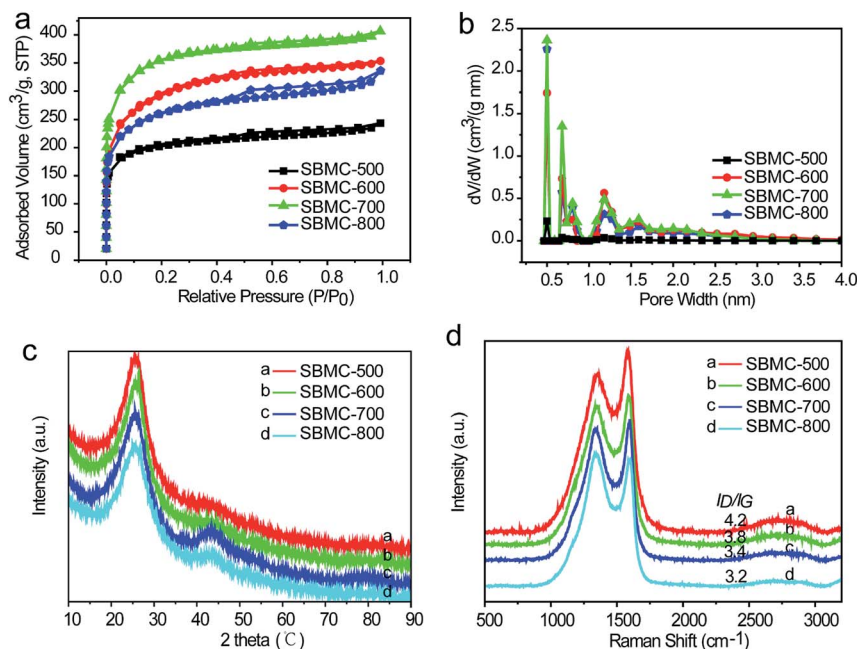 a
Adsorbed Volume (cm³/g, STP)
400
350
300
250
200
150
100
50
0
0.0 0.2 0.4 0.6 0.8 1.0
Relative Pressure (P/P0)
SBMC-500
SBMC-600
SBMC-700
SBMC-800
b
dV/dW (cm³/(g nm))
2.5
2.0
1.5
1.0
0.5
0.0
0.5 1.0 1.5 2.0 2.5 3.0 3.5 4.0
Pore Width (nm)
SBMC-500
SBMC-600
SBMC-700
SBMC-800
c
Intensity (a.u.)
a SBMC-500
b SBMC-600
c SBMC-700
d SBMC-800
a
b
c
d
10 20 30 40 50 60 70 80 90
2 theta (℃)
d
Intensity (a.u.)
a SBMC-500
b SBMC-600
c SBMC-700
d SBMC-800
ID/IG
4.2 a
3.8 b
3.4 c
3.2 d
500 1000 1500 2000 2500 3000
Raman Shift (cm-1)